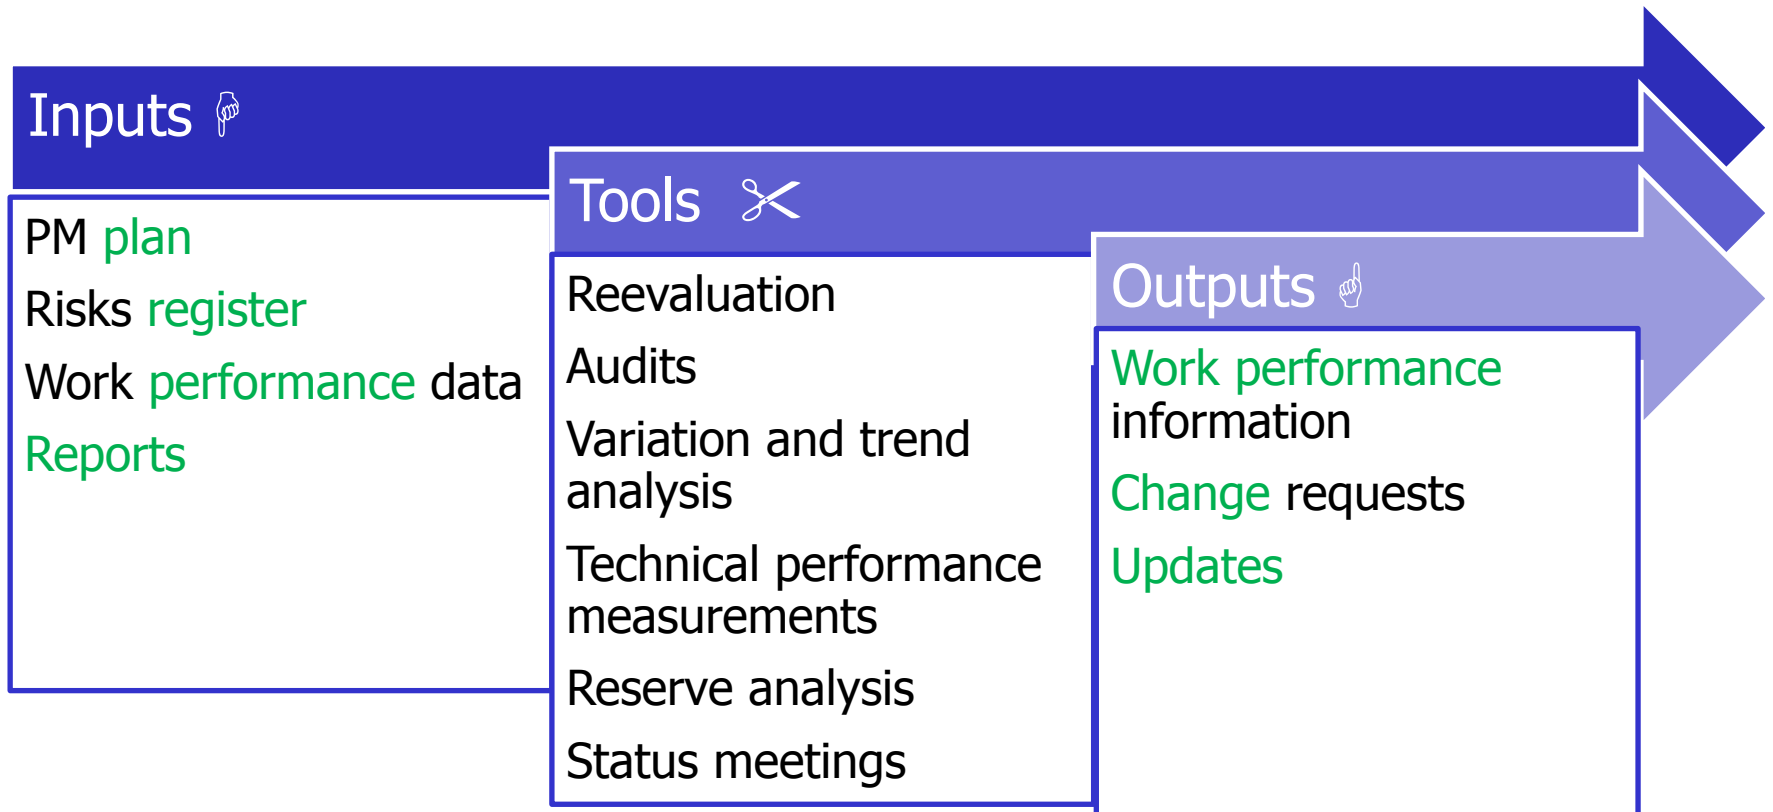 Inputs
PM plan
Risks register
Work performance data
Reports
Tools
Reevaluation
Audits
Variation and trend
analysis
Technical performance
measurements
Reserve analysis
Status meetings
Outputs
Work performance
information
Change requests
Updates